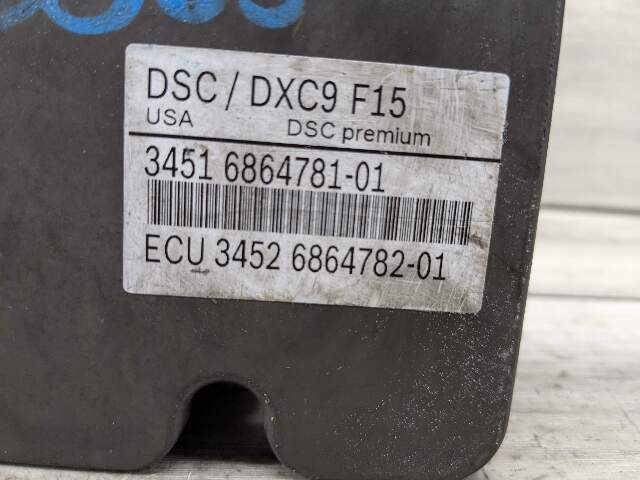 DSC / DXC9 F15
USA DSC premium
3451 6864781-01
ECU 3452 6864782-01